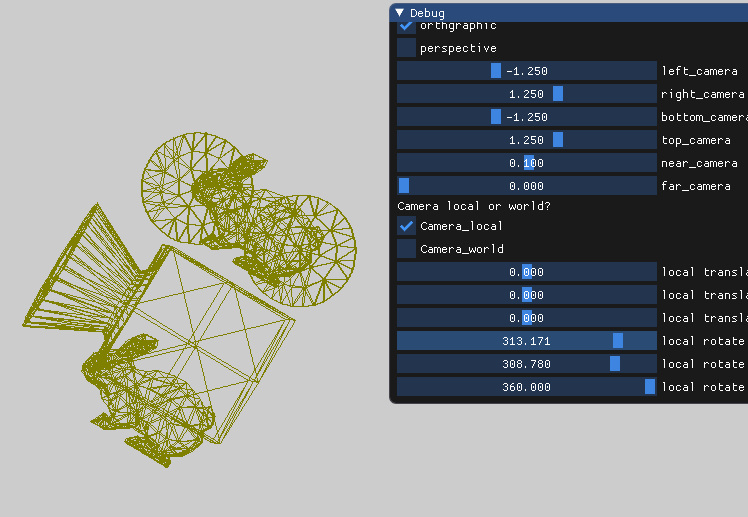 Debug
orthgraphic
perspective
-1.250 left_camera
1.250 right_camera
-1.250 bottom_camera
1.250 top_camera
0.100 near_camera
0.000 far_camera
Camera local or world?
Camera_local
Camera_world
0.000 local transla
0.000 local transla
0.000 local transla
313.171 local rotate
308.780 local rotate
360.000 local rotate